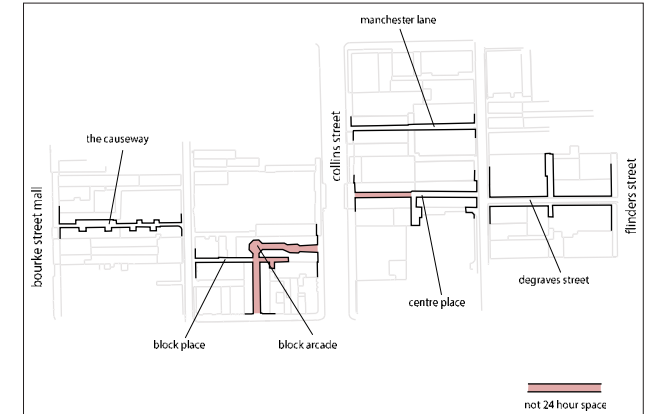 manchester lane
the causeway
collins street
bourke street mall
flinders street
degraves street
centre place
block place
block arcade
not 24 hour space